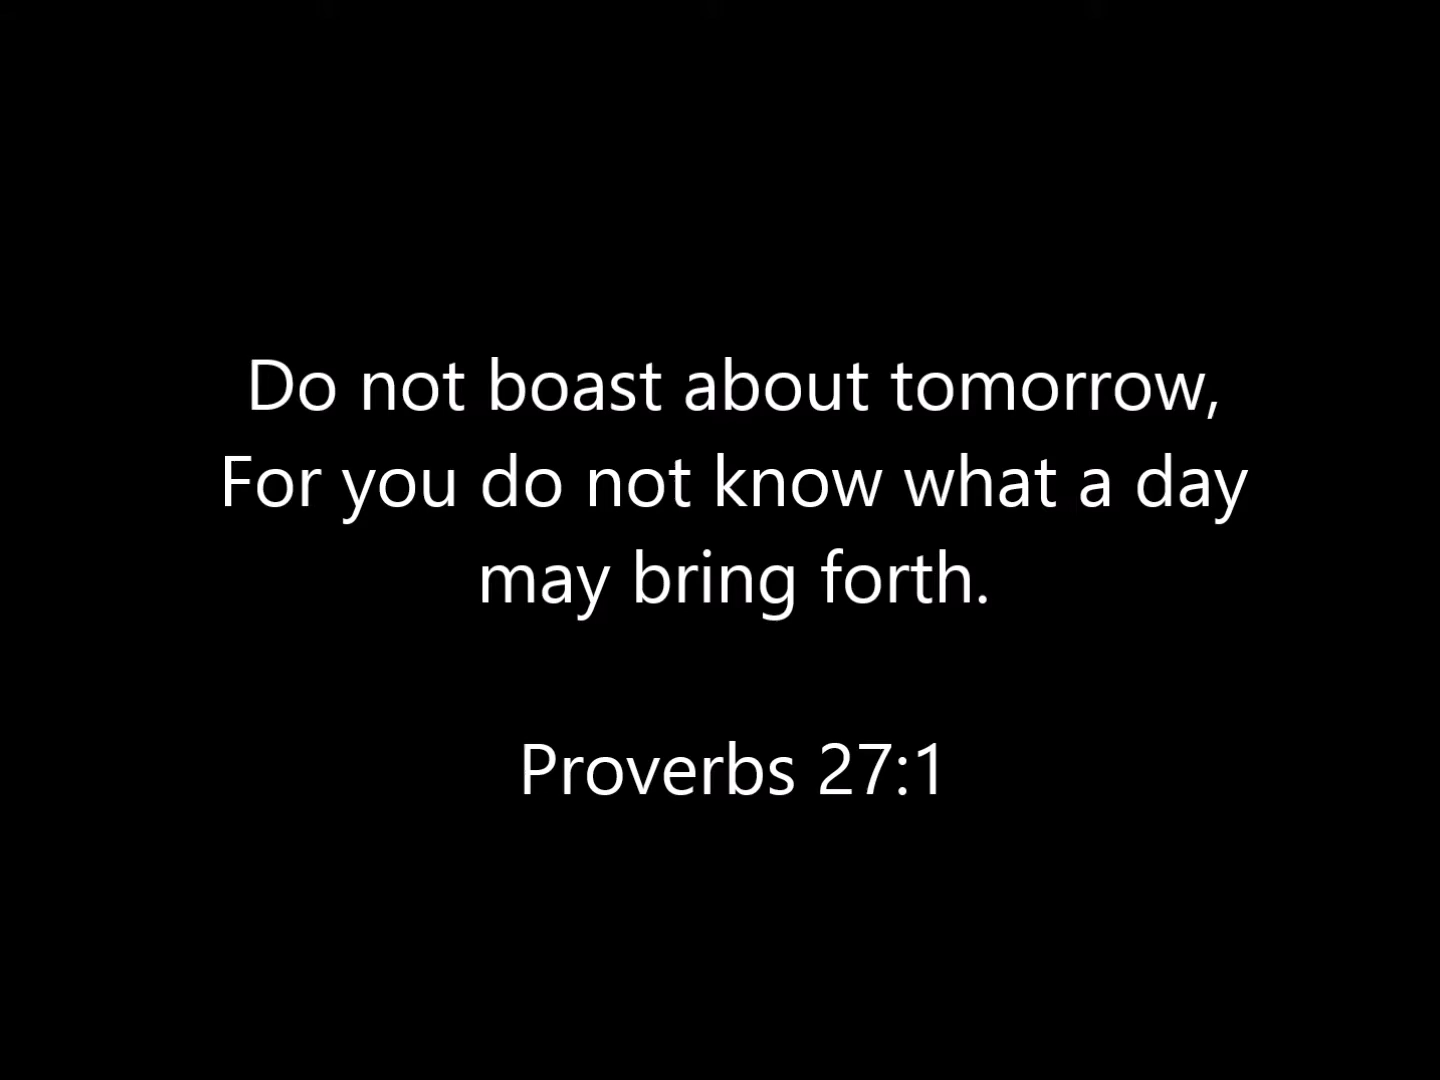 Do not boast about tomorrow,
For you do not know what a day
may bring forth.
Proverbs 27:1